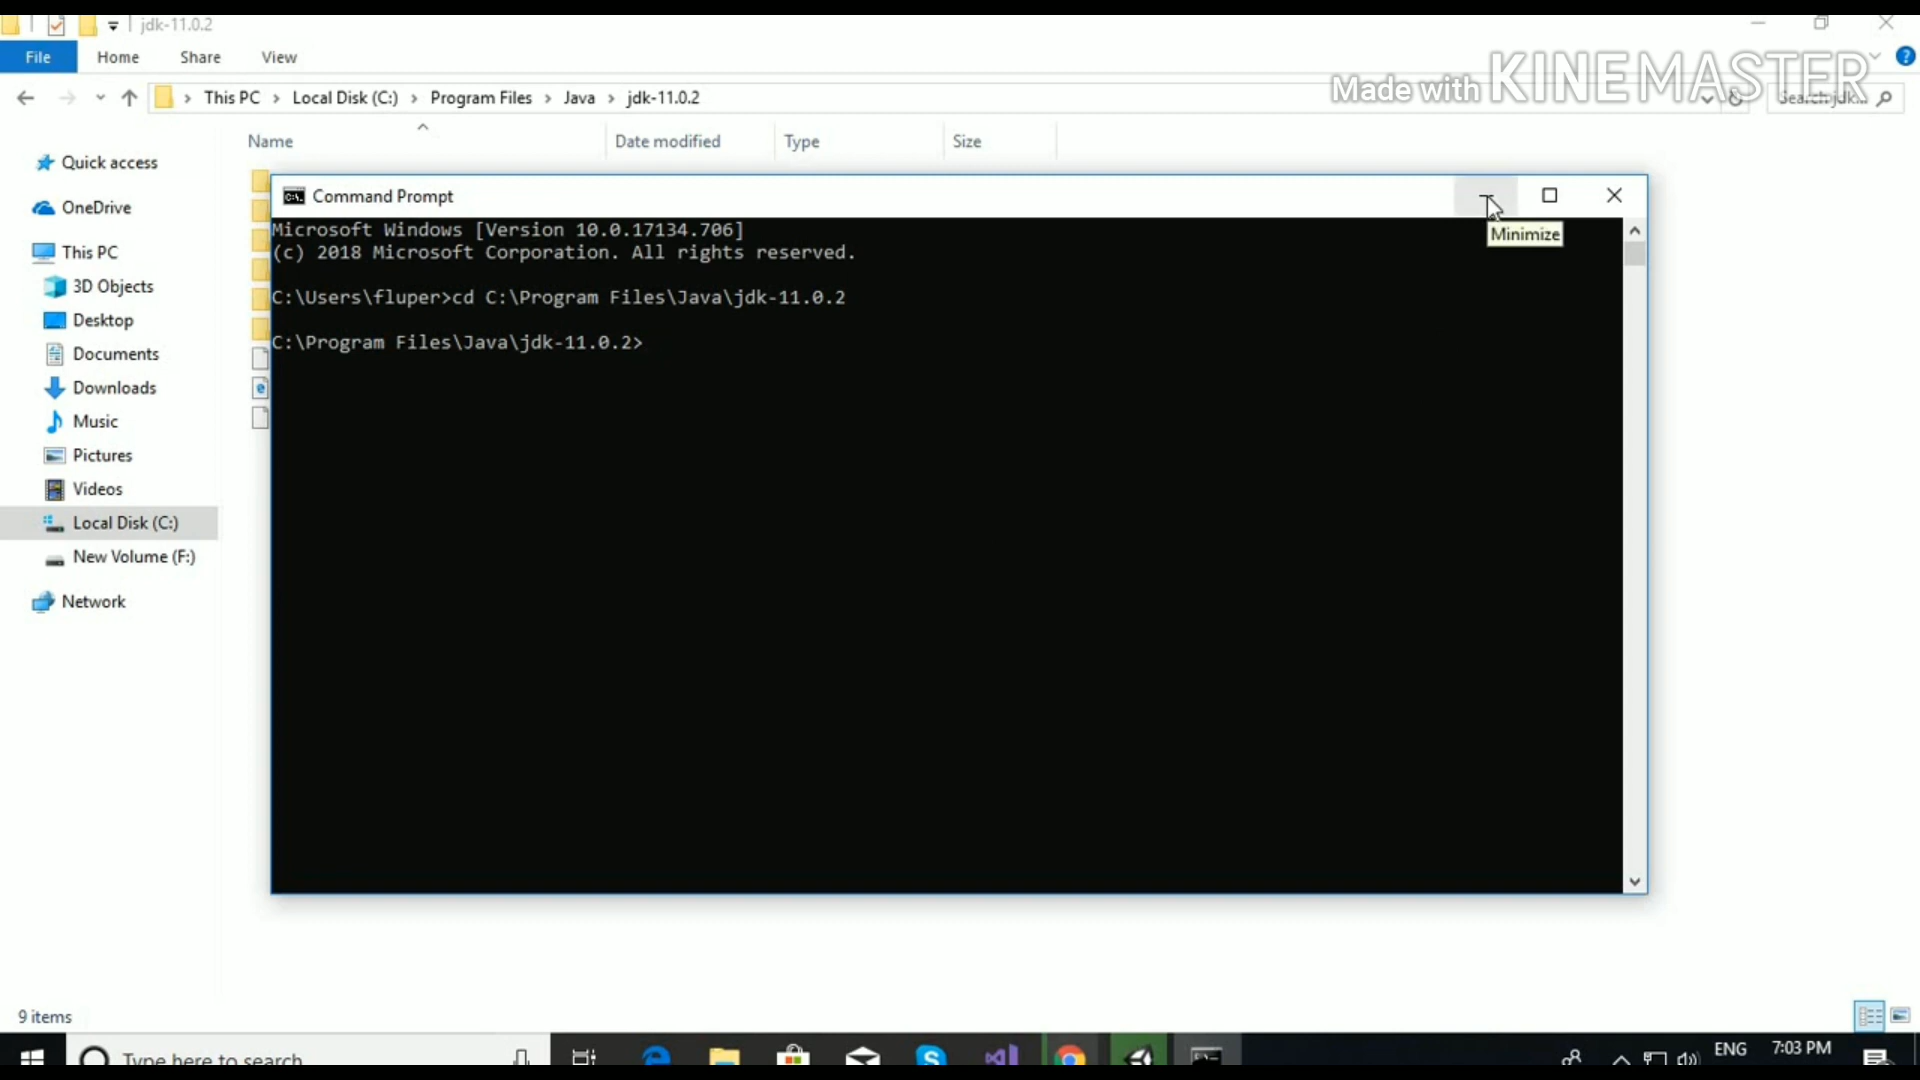 jdk-11.0.2
File Home Share View
Made with KINEMASTER
This PC Local Disk (C:) Program Files Java jdk-11.0.2 Search jdk...
Name Date modified Type Size
Quick access
OneDrive
This PC
3D Objects
Desktop
Documents
Downloads
Music
Pictures
Videos
Local Disk (C:)
New Volume (F:)
Network
Command Prompt
Minimize
Microsoft Windows [Version 10.0.17134.706]
(c) 2018 Microsoft Corporation. All rights reserved.
C:\Users\fluper>cd C:\Program Files\Java\jdk-11.0.2
C:\Program Files\Java\jdk-11.0.2>
9 items
Type here to search
ENG 7:03 PM